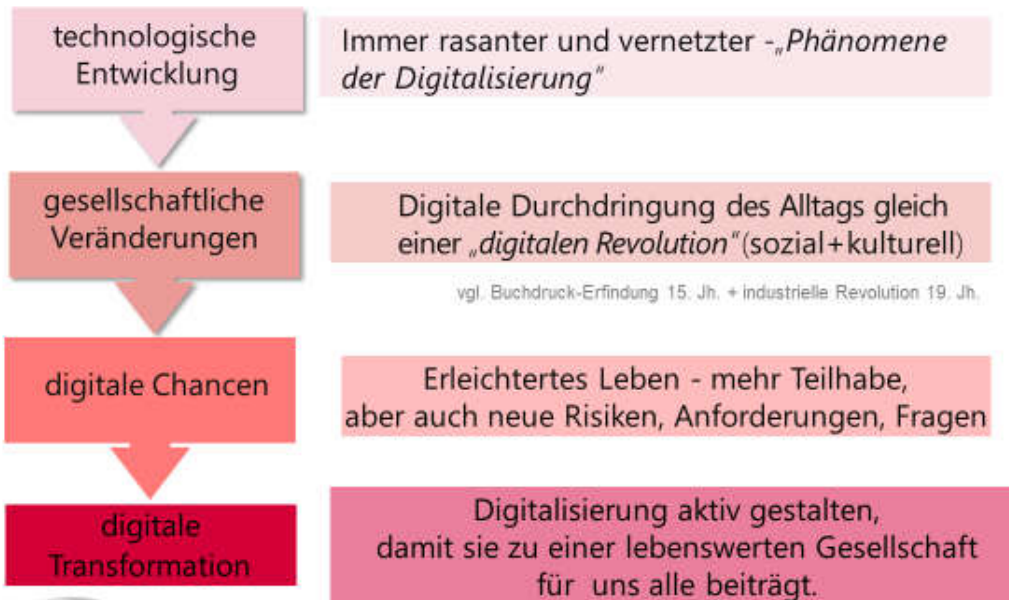 technologische
Entwicklung
Immer rasanter und vernetzter -„Phänomene
der Digitalisierung"
gesellschaftliche
Veränderungen
Digitale Durchdringung des Alltags gleich
einer „digitalen Revolution"(sozial+kulturell)
vgl. Buchdruck-Erfindung 15. Jh. + industrielle Revolution 19. Jh.
digitale Chancen
Erleichtertes Leben - mehr Teilhabe,
aber auch neue Risiken, Anforderungen, Fragen
digitale
Transformation
Digitalisierung aktiv gestalten,
damit sie zu einer lebenswerten Gesellschaft
für uns alle beiträgt.